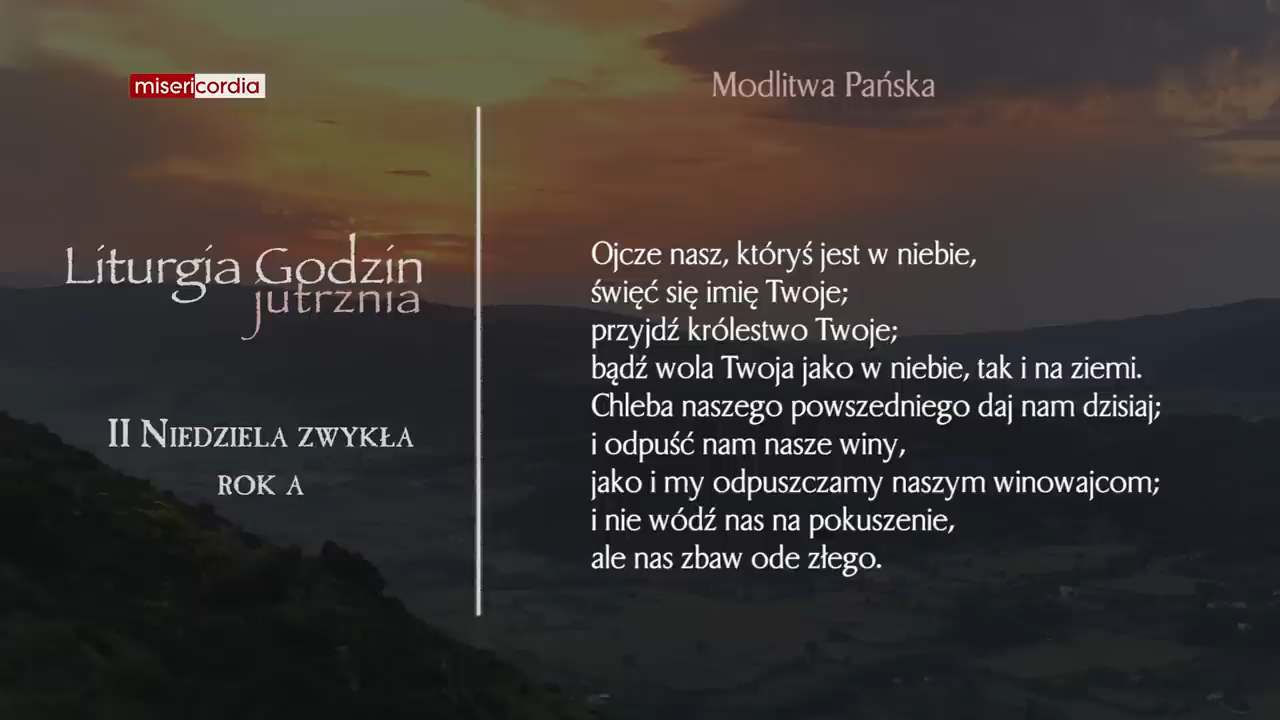 misericordia
Modlitwa Pańska
Liturgia Godzin
jutrznia
II Niedziela zwykła
rok A
Ojcze nasz, któryś jest w niebie,
święć się imię Twoje;
przyjdź królestwo Twoje;
bądź wola Twoja jako w niebie, tak i na ziemi.
Chleba naszego powszedniego daj nam dzisiaj;
i odpuść nam nasze winy,
jako i my odpuszczamy naszym winowajcom;
i nie wódź nas na pokuszenie,
ale nas zbaw ode złego.